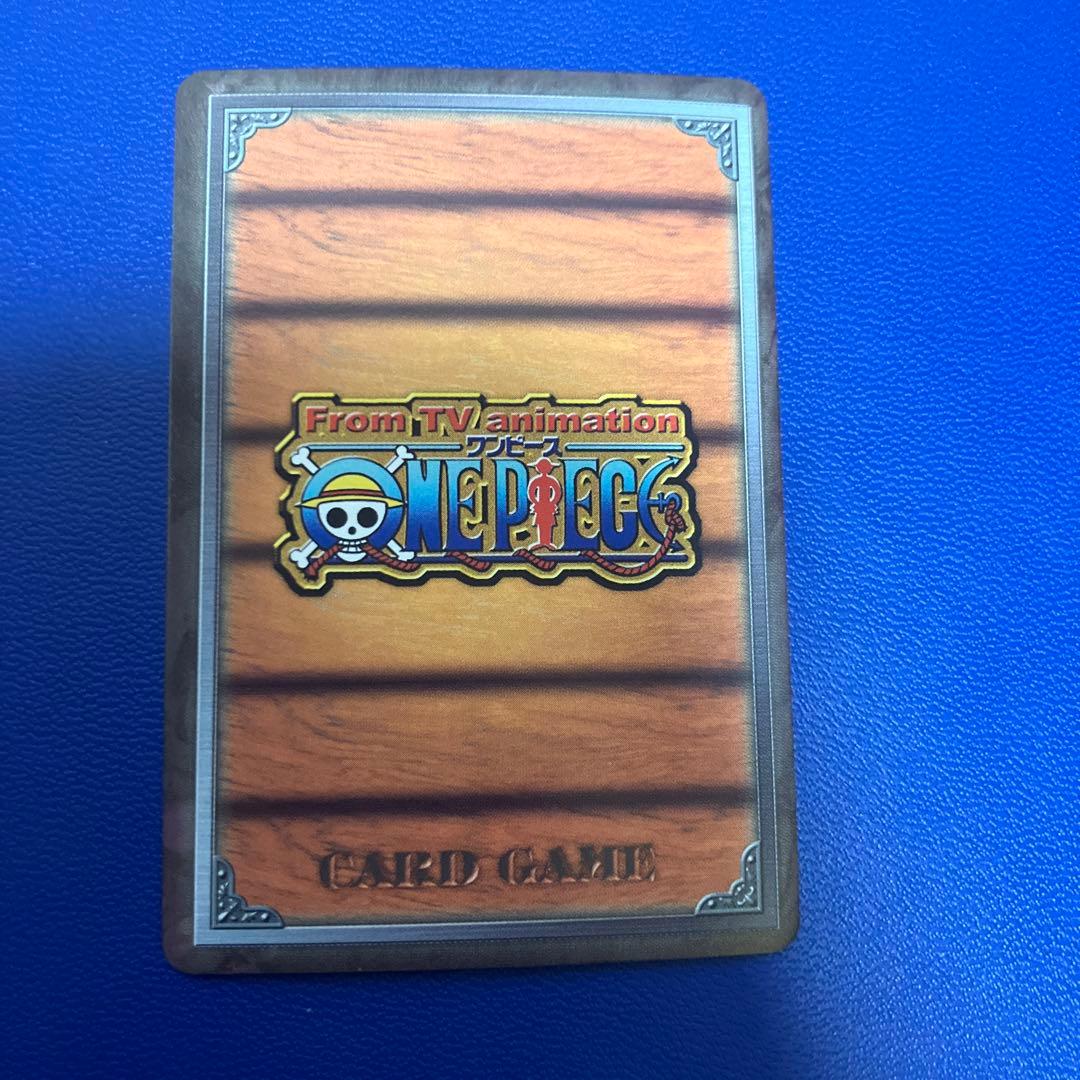 From TV animation
ワンピース
ONE PIECE
CARD GAME